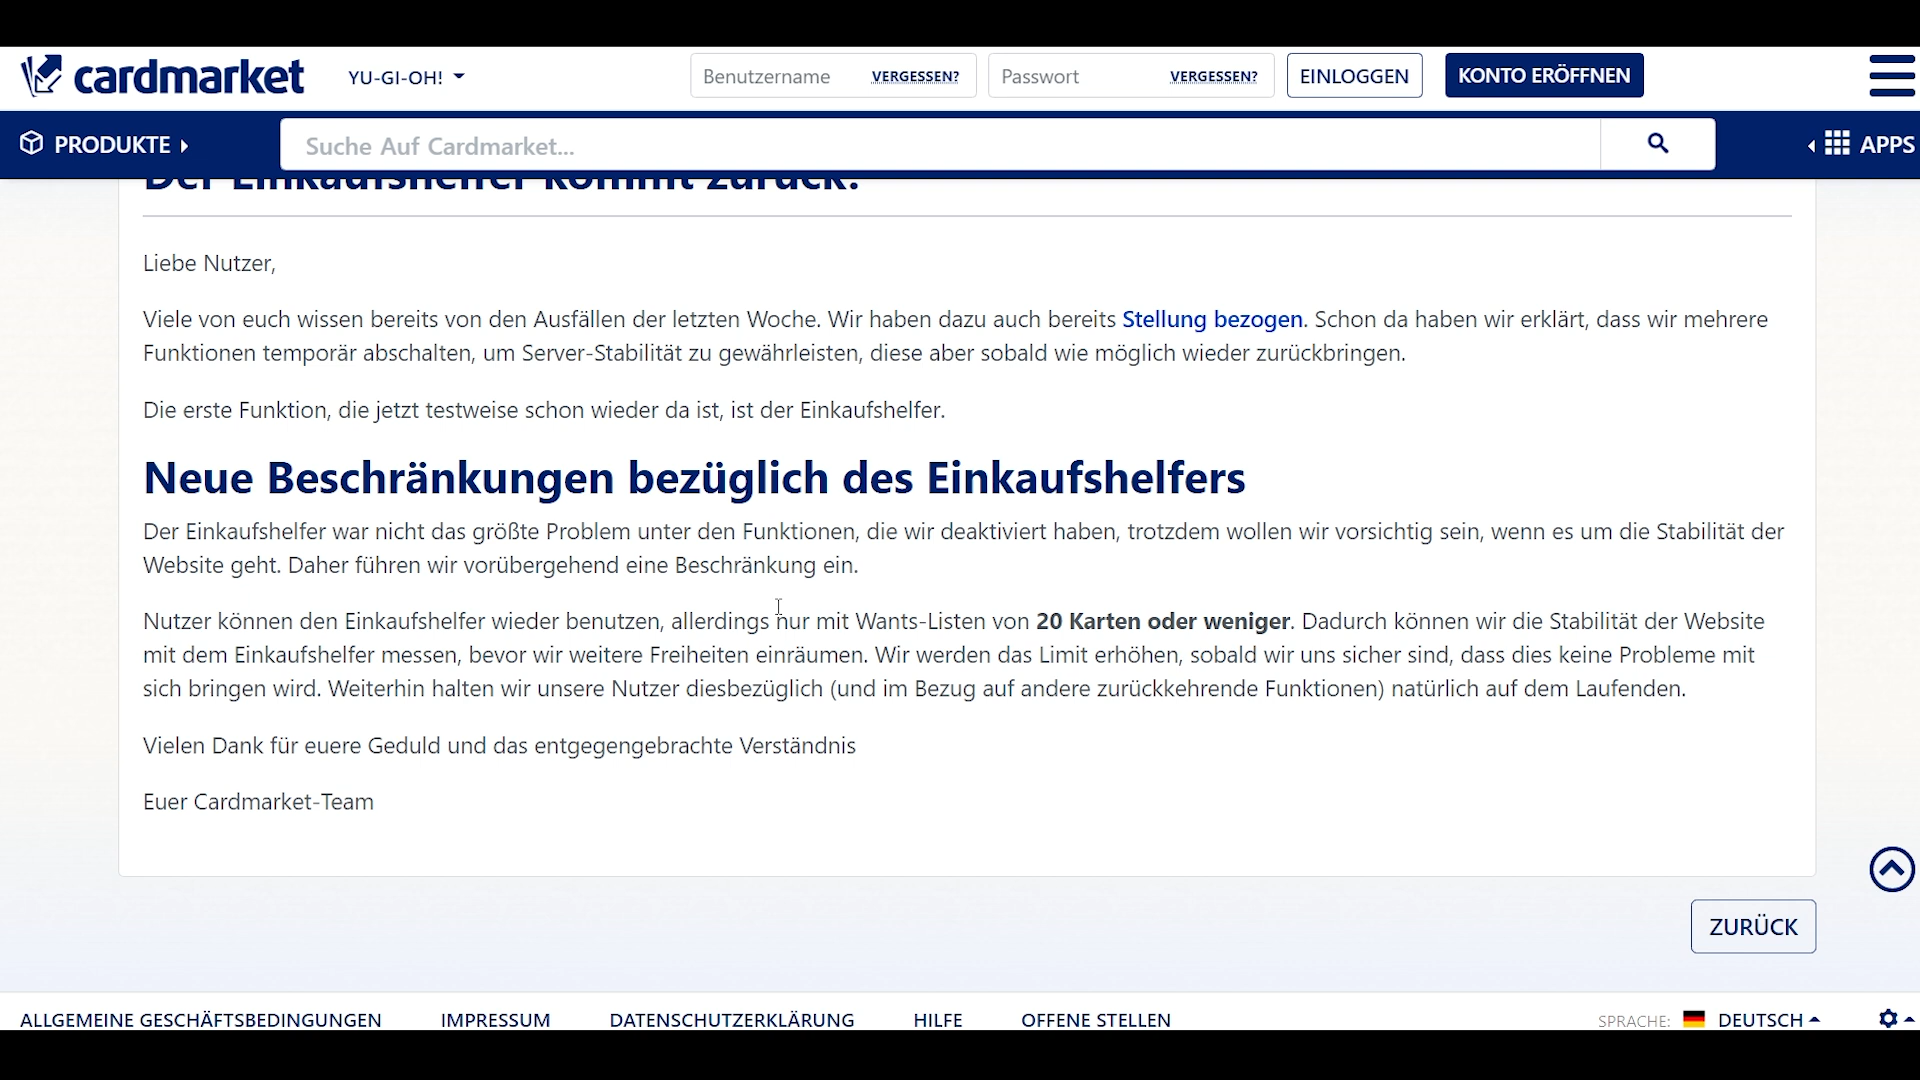 cardmarket
YU-GI-OH!
Benutzername
VERGESSEN?
Passwort
VERGESSEN?
EINLOGGEN
KONTO ERÖFFNEN
PRODUKTE
Suche Auf Cardmarket...
APPS
Der Einkaufshelfer kommt zurück!
Liebe Nutzer,
Viele von euch wissen bereits von den Ausfällen der letzten Woche. Wir haben dazu auch bereits Stellung bezogen. Schon da haben wir erklärt, dass wir mehrere
Funktionen temporär abschalten, um Server-Stabilität zu gewährleisten, diese aber sobald wie möglich wieder zurückbringen.
Die erste Funktion, die jetzt testweise schon wieder da ist, ist der Einkaufshelfer.
Neue Beschränkungen bezüglich des Einkaufshelfers
Der Einkaufshelfer war nicht das größte Problem unter den Funktionen, die wir deaktiviert haben, trotzdem wollen wir vorsichtig sein, wenn es um die Stabilität der
Website geht. Daher führen wir vorübergehend eine Beschränkung ein.
Nutzer können den Einkaufshelfer wieder benutzen, allerdings nur mit Wants-Listen von 20 Karten oder weniger. Dadurch können wir die Stabilität der Website
mit dem Einkaufshelfer messen, bevor wir weitere Freiheiten einräumen. Wir werden das Limit erhöhen, sobald wir uns sicher sind, dass dies keine Probleme mit
sich bringen wird. Weiterhin halten wir unsere Nutzer diesbezüglich (und im Bezug auf andere zurückkehrende Funktionen) natürlich auf dem Laufenden.
Vielen Dank für euere Geduld und das entgegengebrachte Verständnis
Euer Cardmarket-Team
ZURÜCK
ALLGEMEINE GESCHÄFTSBEDINGUNGEN
IMPRESSUM
DATENSCHUTZERKLÄRUNG
HILFE
OFFENE STELLEN
SPRACHE:
DEUTSCH